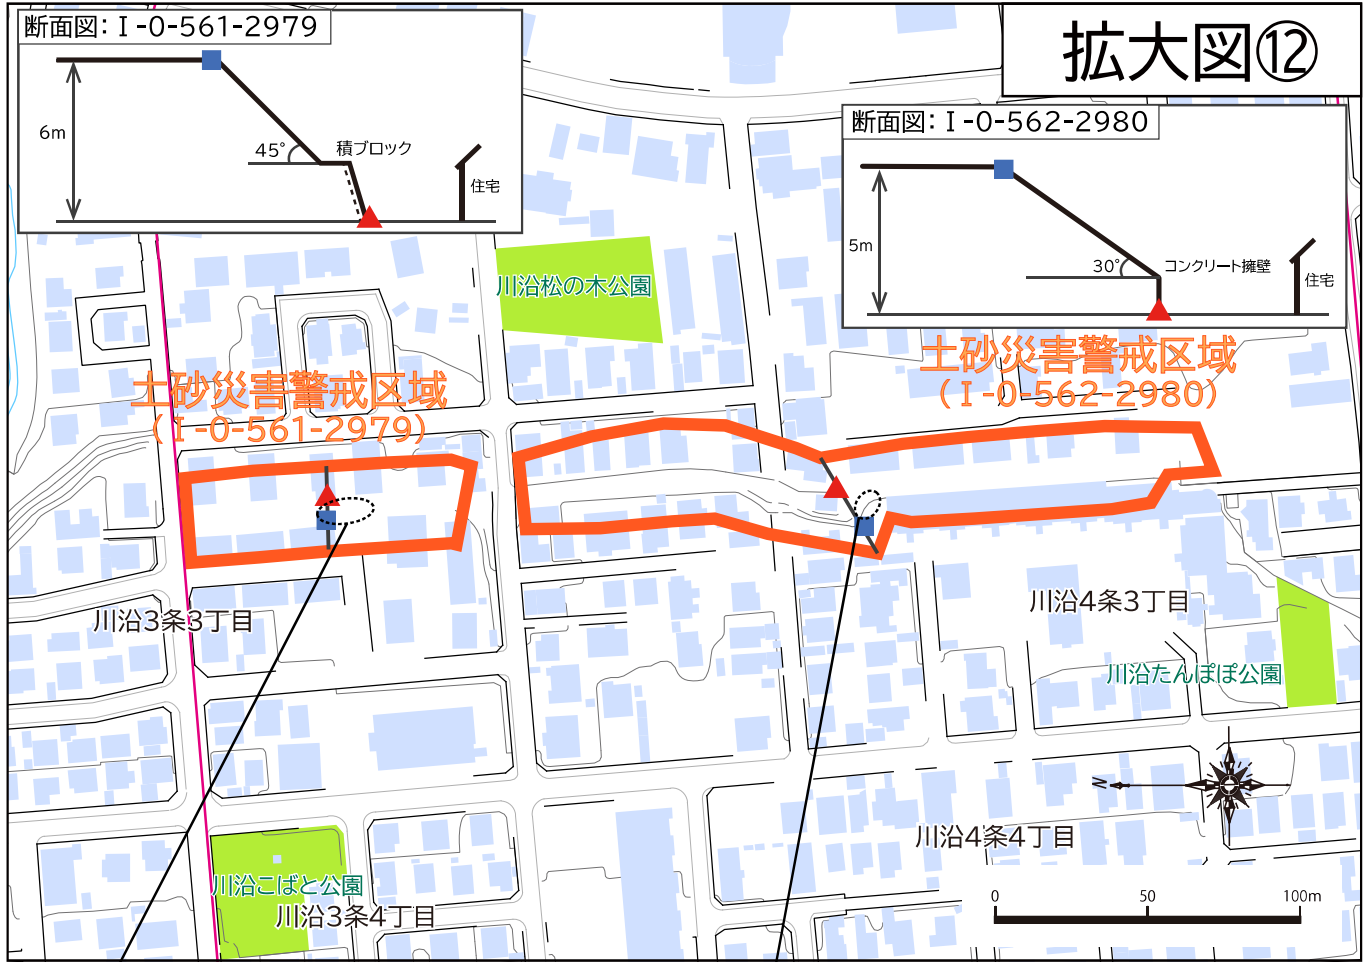 断面図：Ⅰ-0-561-2979
6m
45°
積ブロック
住宅
拡大図⑫
断面図：Ⅰ-0-562-2980
5m
30°
コンクリート擁壁
住宅
川沿松の木公園
土砂災害警戒区域
（Ⅰ-0-562-2980）
土砂災害警戒区域
（Ⅰ-0-561-2979）
川沿3条3丁目
川沿4条3丁目
川沿たんぽぽ公園
N
川沿4条4丁目
川沿こばと公園
川沿3条4丁目
0 50 100m